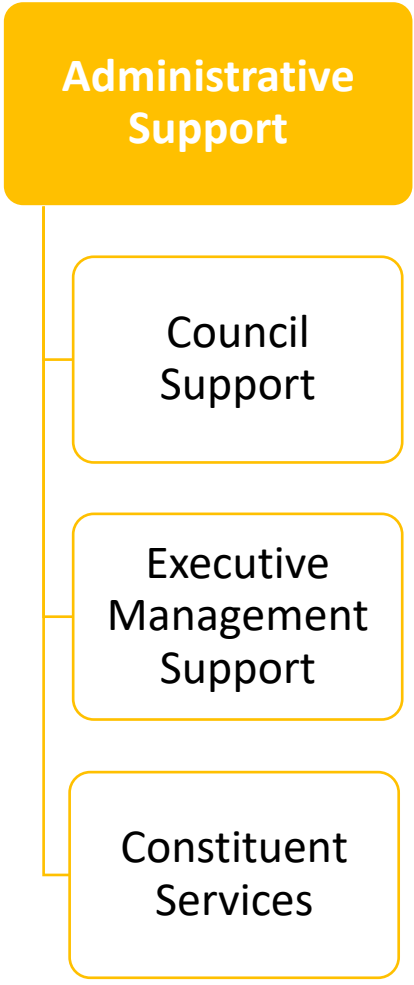 Administrative
Support
Council
Support
Executive
Management
Support
Constituent
Services